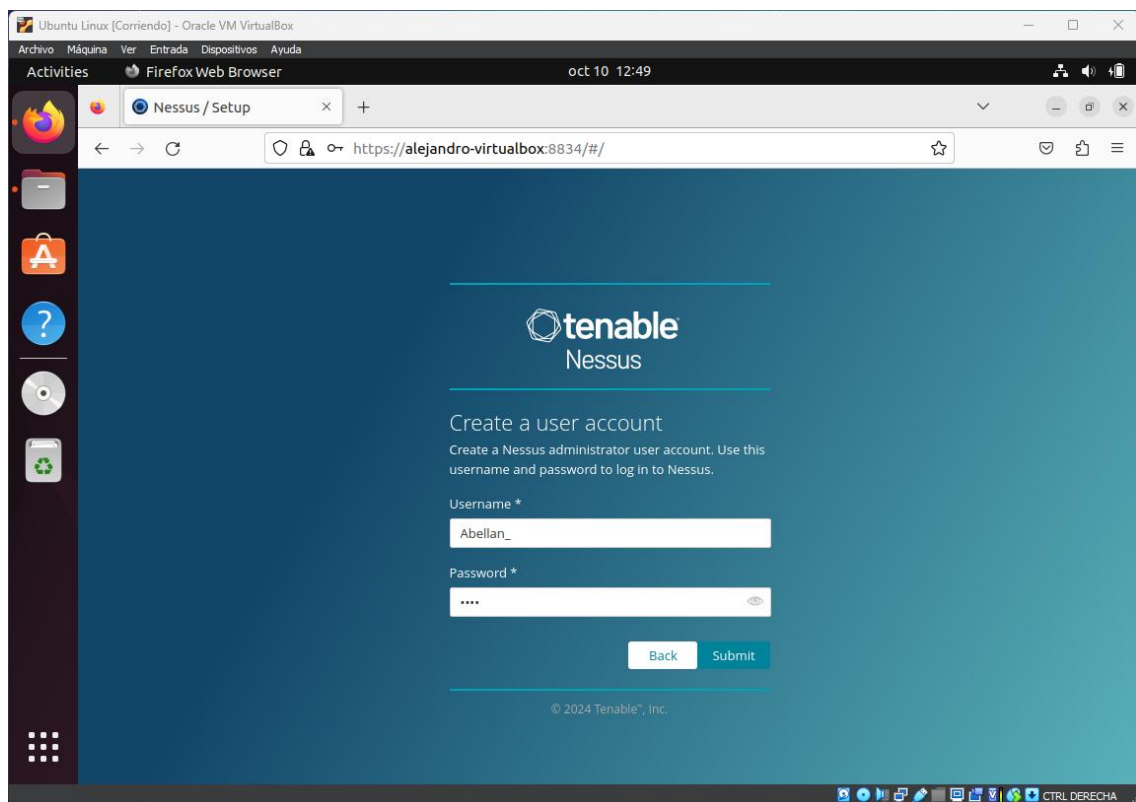 Ubuntu Linux [Corriendo] - Oracle VM VirtualBox
Archivo Máquina Ver Entrada Dispositivos Ayuda
Activities Firefox Web Browser oct 10 12:49
Nessus / Setup
https://alejandro-virtualbox:8834/#/
tenable
Nessus
Create a user account
Create a Nessus administrator user account. Use this
username and password to log in to Nessus.
Username *
Abellan_
Password *
••••
Back Submit
© 2024 Tenable™, Inc.
CTRL DERECHA